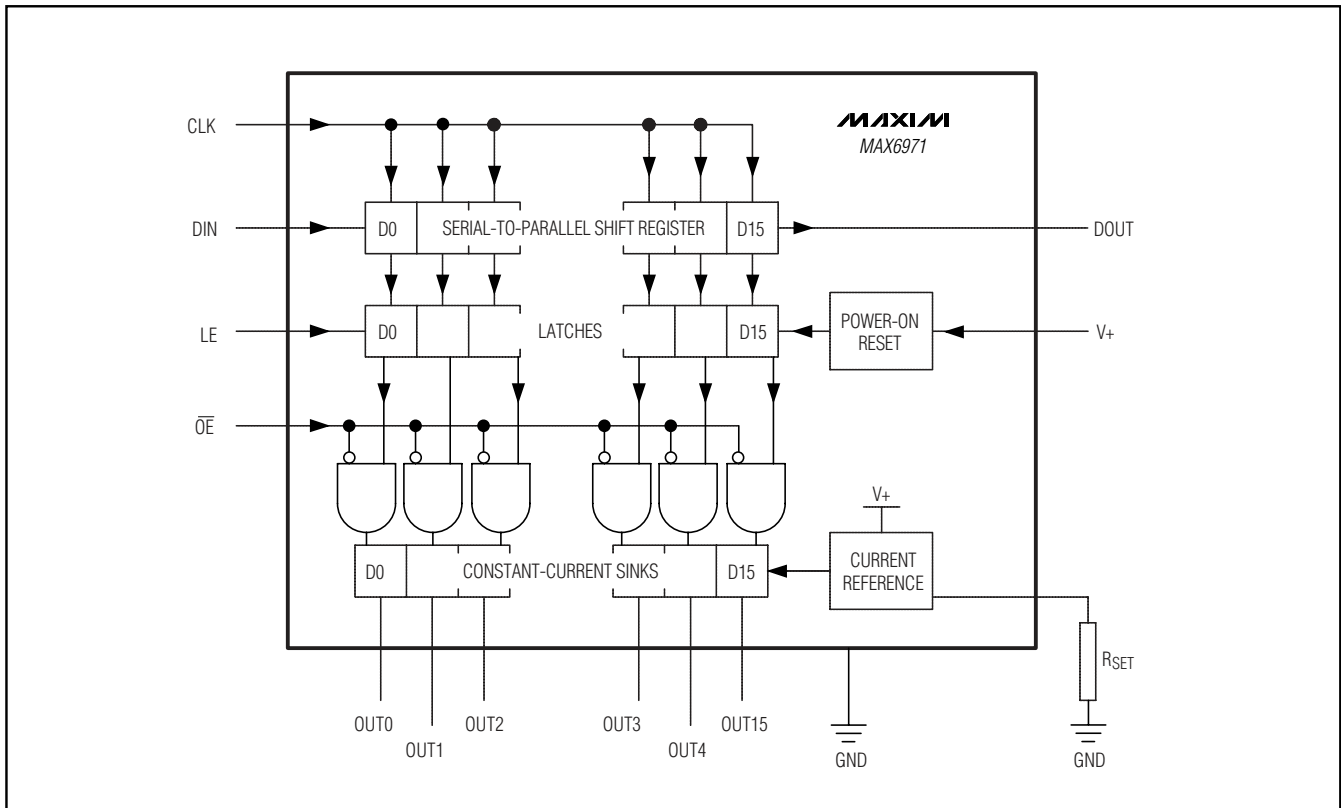 MAXIM
MAX6971
CLK
DIN
D0
SERIAL-TO-PARALLEL SHIFT REGISTER
D15
DOUT
LE
D0
LATCHES
D15
POWER-ON
RESET
V+
OE
V+
D0
CONSTANT-CURRENT SINKS
D15
CURRENT
REFERENCE
RSET
OUT0
OUT1
OUT2
OUT3
OUT4
OUT15
GND
GND